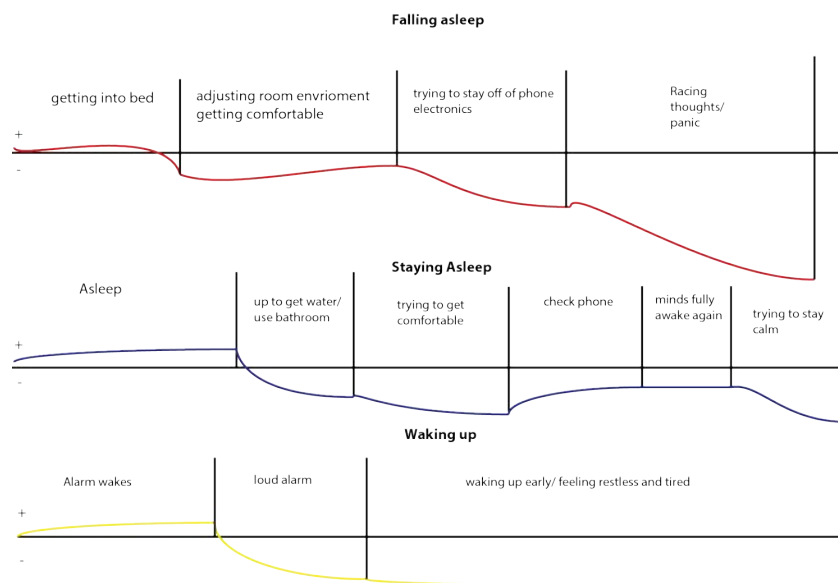 Falling asleep
getting into bed
adjusting room envrioment
getting comfortable
trying to stay off of phone
electronics
Racing
thoughts/
panic
+
-
Staying Asleep
Asleep
up to get water/
use bathroom
trying to get
comfortable
check phone
minds fully
awake again
trying to stay
calm
+
-
Waking up
Alarm wakes
loud alarm
waking up early/ feeling restless and tired
+
-